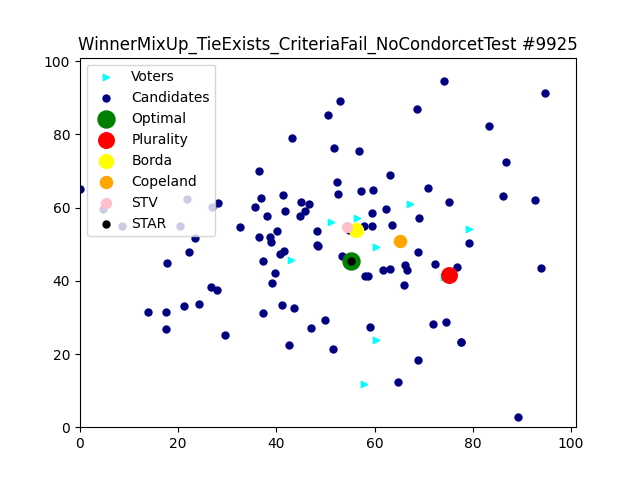 WinnerMixUp_TieExists_CriteriaFail_NoCondorcetTest #9925
100
80
60
40
20
0
Voters
Candidates
Optimal
Plurality
Borda
Copeland
STV
STAR
0 20 40 60 80 100